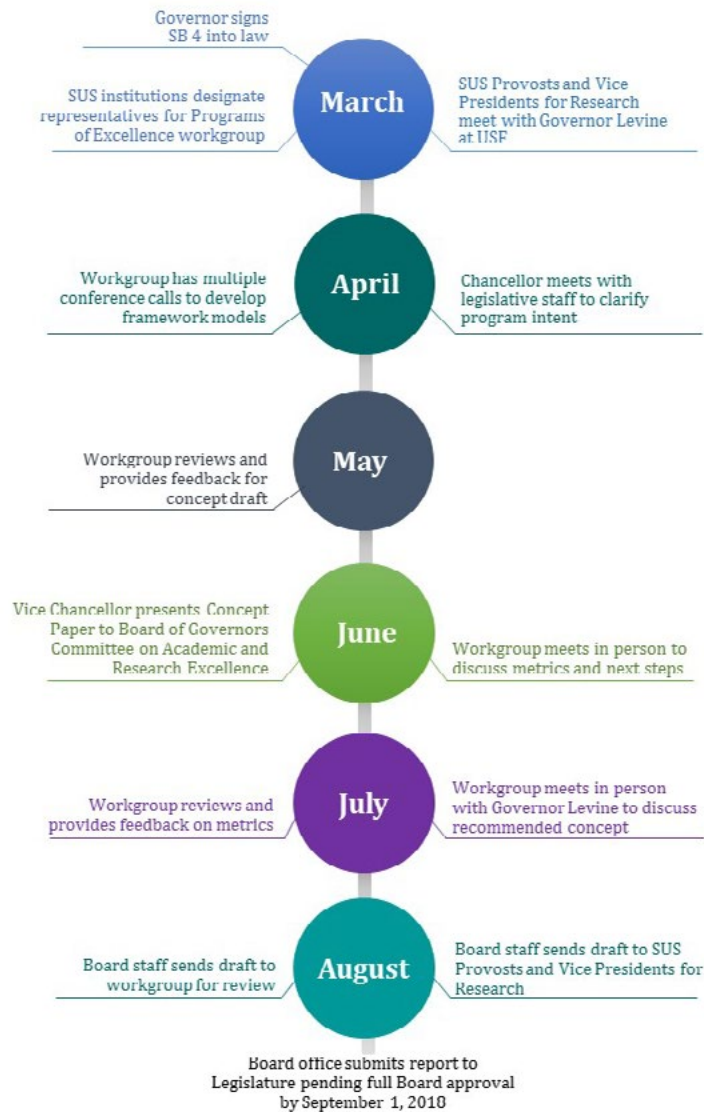 Governor signs
SB 4 into law
March
SUS institutions designate
representatives for Programs
of Excellence workgroup
SUS Provosts and Vice
Presidents for Research
meet with Governor Levine
at USF
April
Workgroup has multiple
conference calls to develop
framework models
Chancellor meets with
legislative staff to clarify
program intent
May
Workgroup reviews and
provides feedback for
concept draft
June
Vice Chancellor presents Concept
Paper to Board of Governors
Committee on Academic and
Research Excellence
Workgroup meets in person to
discuss metrics and next steps
July
Workgroup reviews and
provides feedback on metrics
Workgroup meets in person
with Governor Levine to discuss
recommended concept
August
Board staff sends draft to
workgroup for review
Board staff sends draft to SUS
Provosts and Vice Presidents for
Research
Board office submits report to
Legislature pending full Board approval
by September 1, 2018